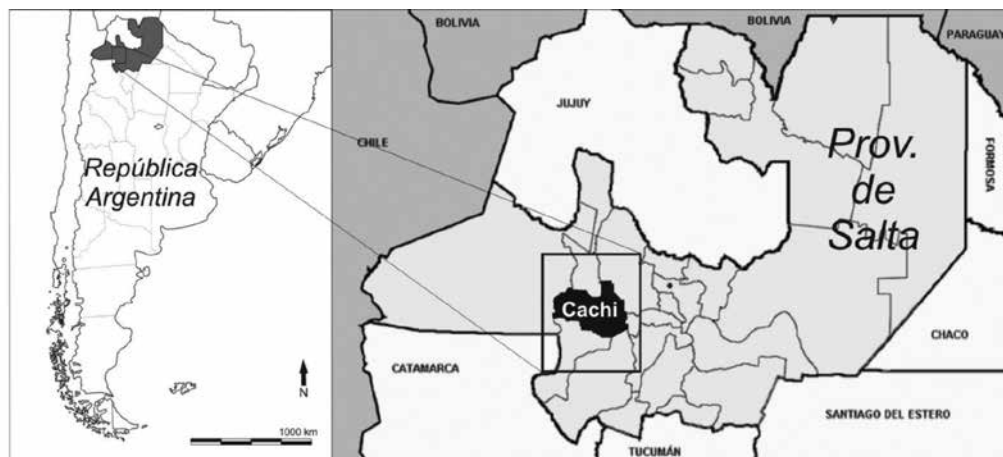 República
Argentina
N
1000 km
BOLIVIA
BOLIVIA
PARAGUAY
JUJUY
CHILE
FORMOSA
Prov.
de
Salta
Cachi
CHACO
CATAMARCA
SANTIAGO DEL ESTERO
TUCUMÁN